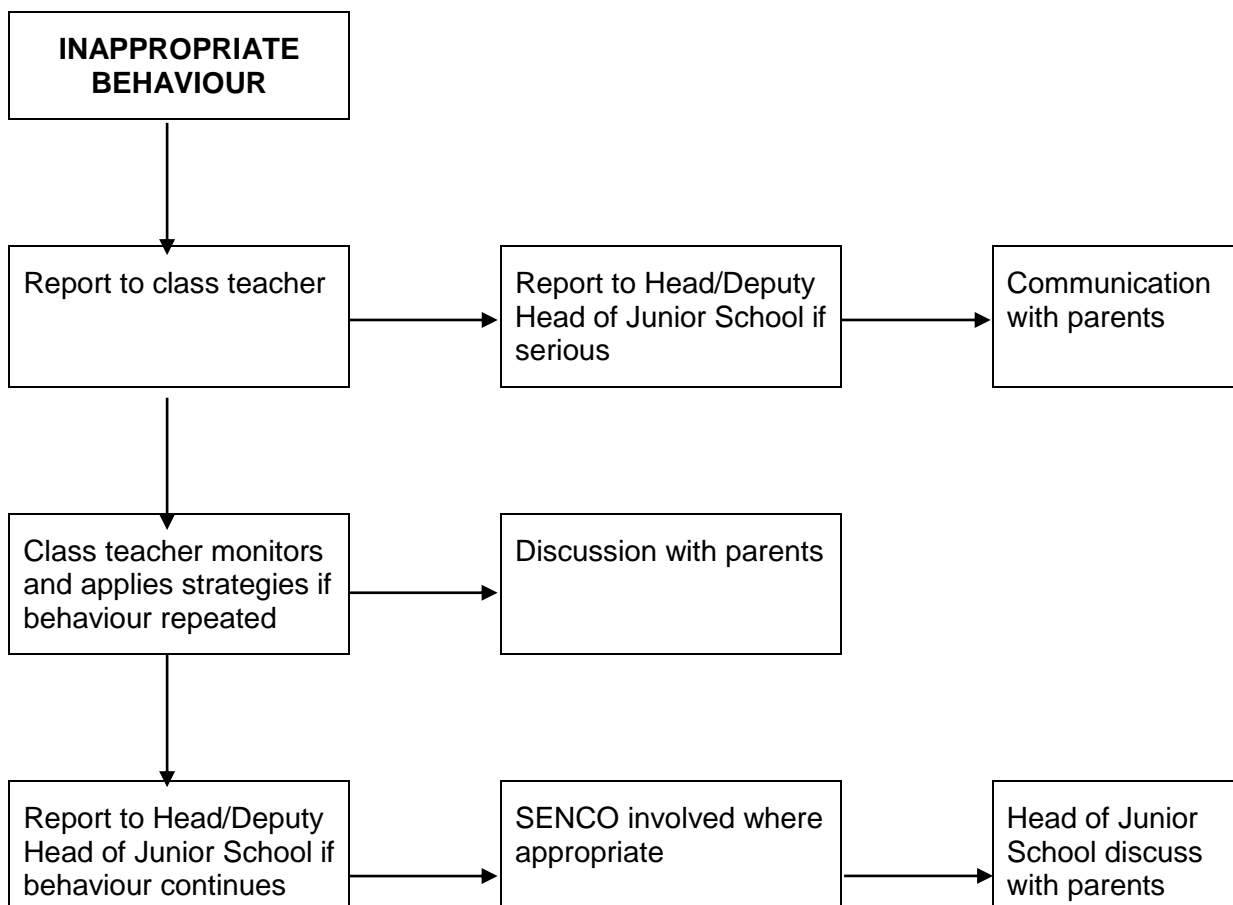 INAPPROPRIATE
BEHAVIOUR
Report to class teacher
Report to Head/Deputy
Head of Junior School if
serious
Communication
with parents
Class teacher monitors
and applies strategies if
behaviour repeated
Discussion with parents
Report to Head/Deputy
Head of Junior School if
behaviour continues
SENCO involved where
appropriate
Head of Junior
School discuss
with parents